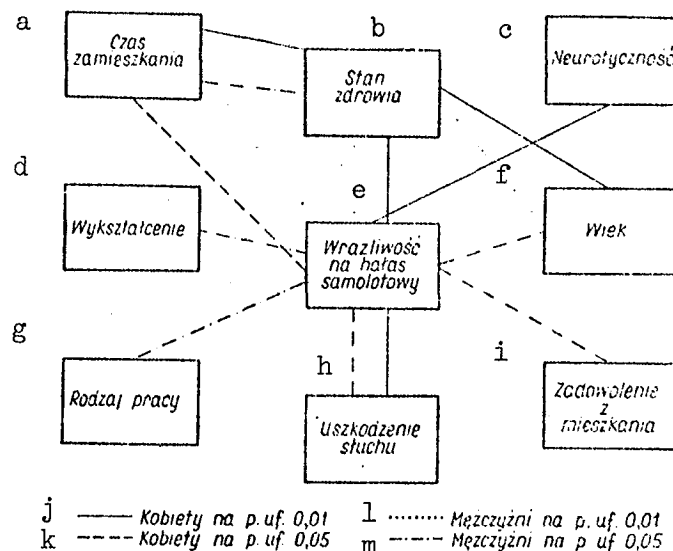 a
Czas
zamieszkania
b
Stan
zdrowia
c
Neurotyczność
d
Wykształcenie
e
Wrażliwość
na hałas
samolotowy
f
Wiek
g
Rodzaj pracy
h
Uszkodzenie
słuchu
i
Zadowolenie
z
mieszkania
j Kobiety na p. uf. 0,01
k Kobiety na p. uf. 0,05
l Mężczyźni na p. uf. 0,01
m Mężczyźni na p. uf. 0,05